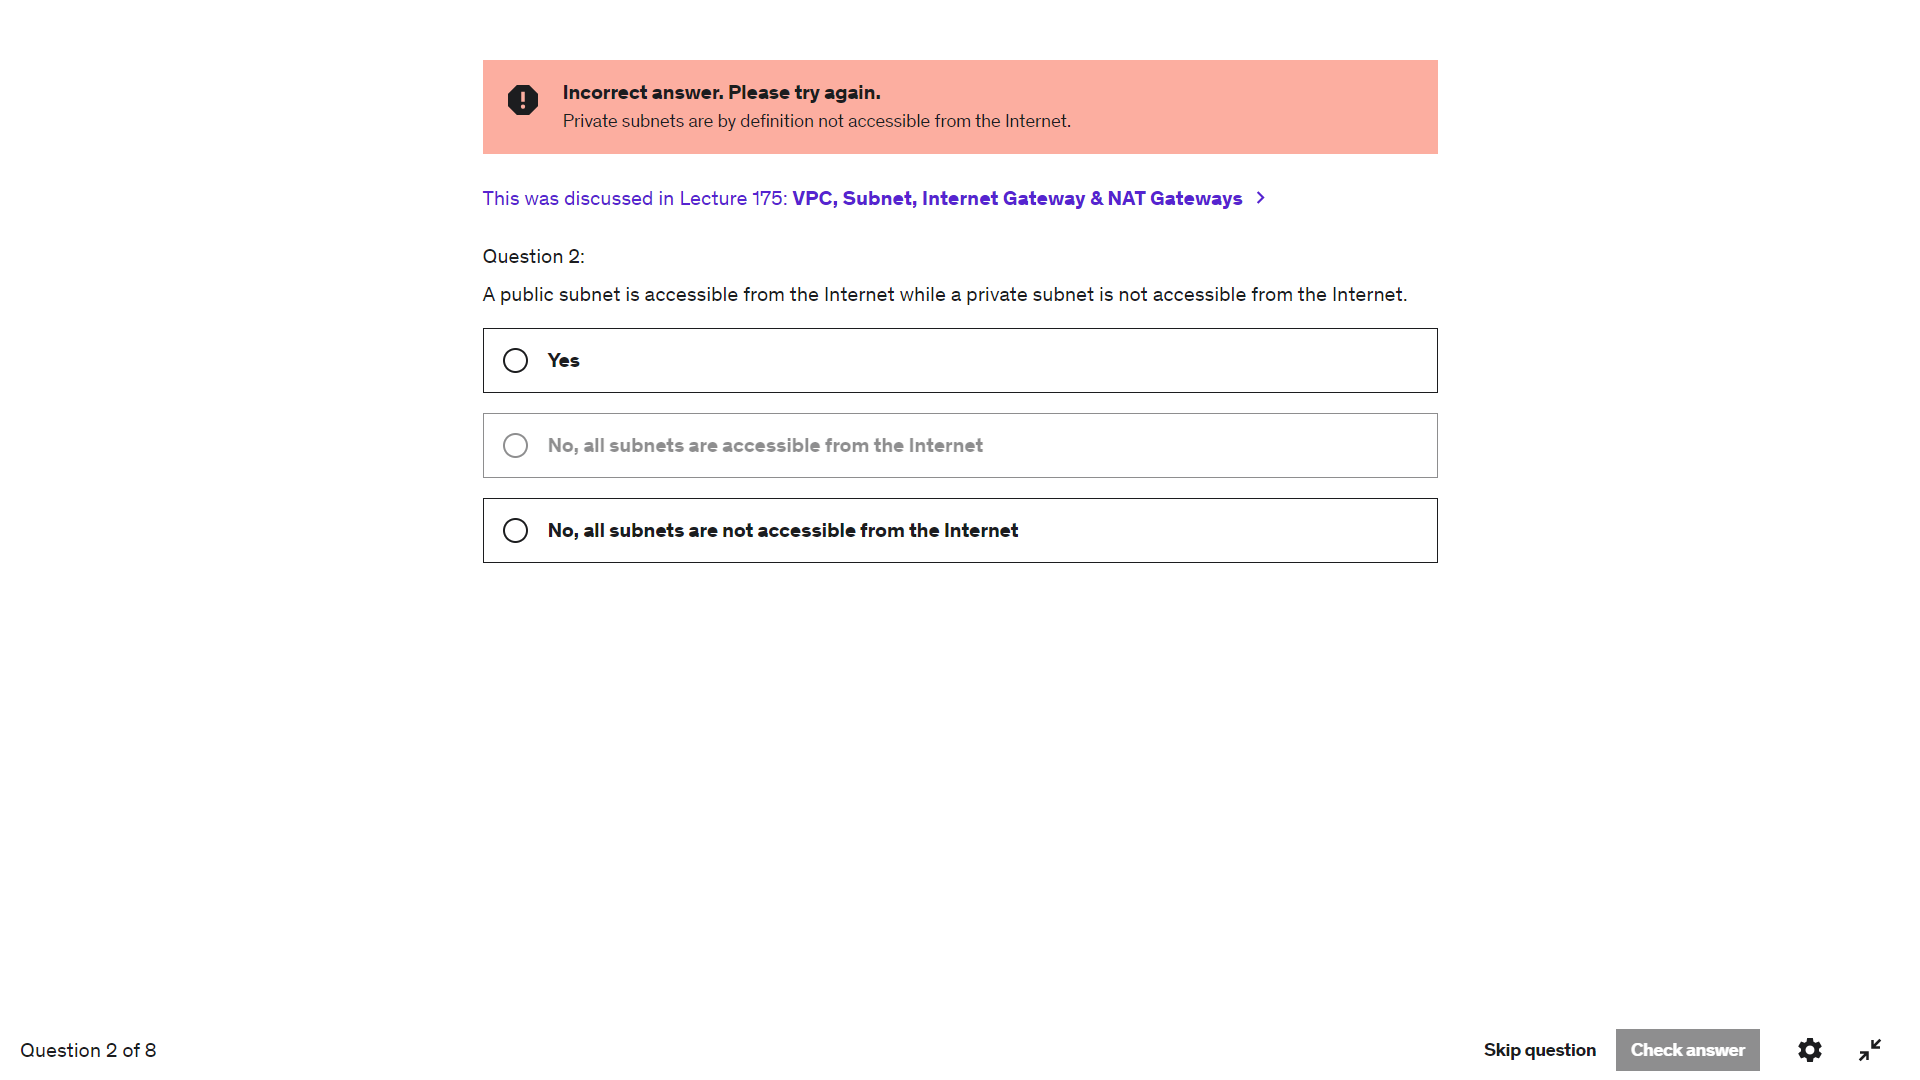 Incorrect answer. Please try again.
Private subnets are by definition not accessible from the Internet.
This was discussed in Lecture 175: VPC, Subnet, Internet Gateway & NAT Gateways
Question 2:
A public subnet is accessible from the Internet while a private subnet is not accessible from the Internet.
Yes
No, all subnets are accessible from the Internet
No, all subnets are not accessible from the Internet
Question 2 of 8
Skip question
Check answer